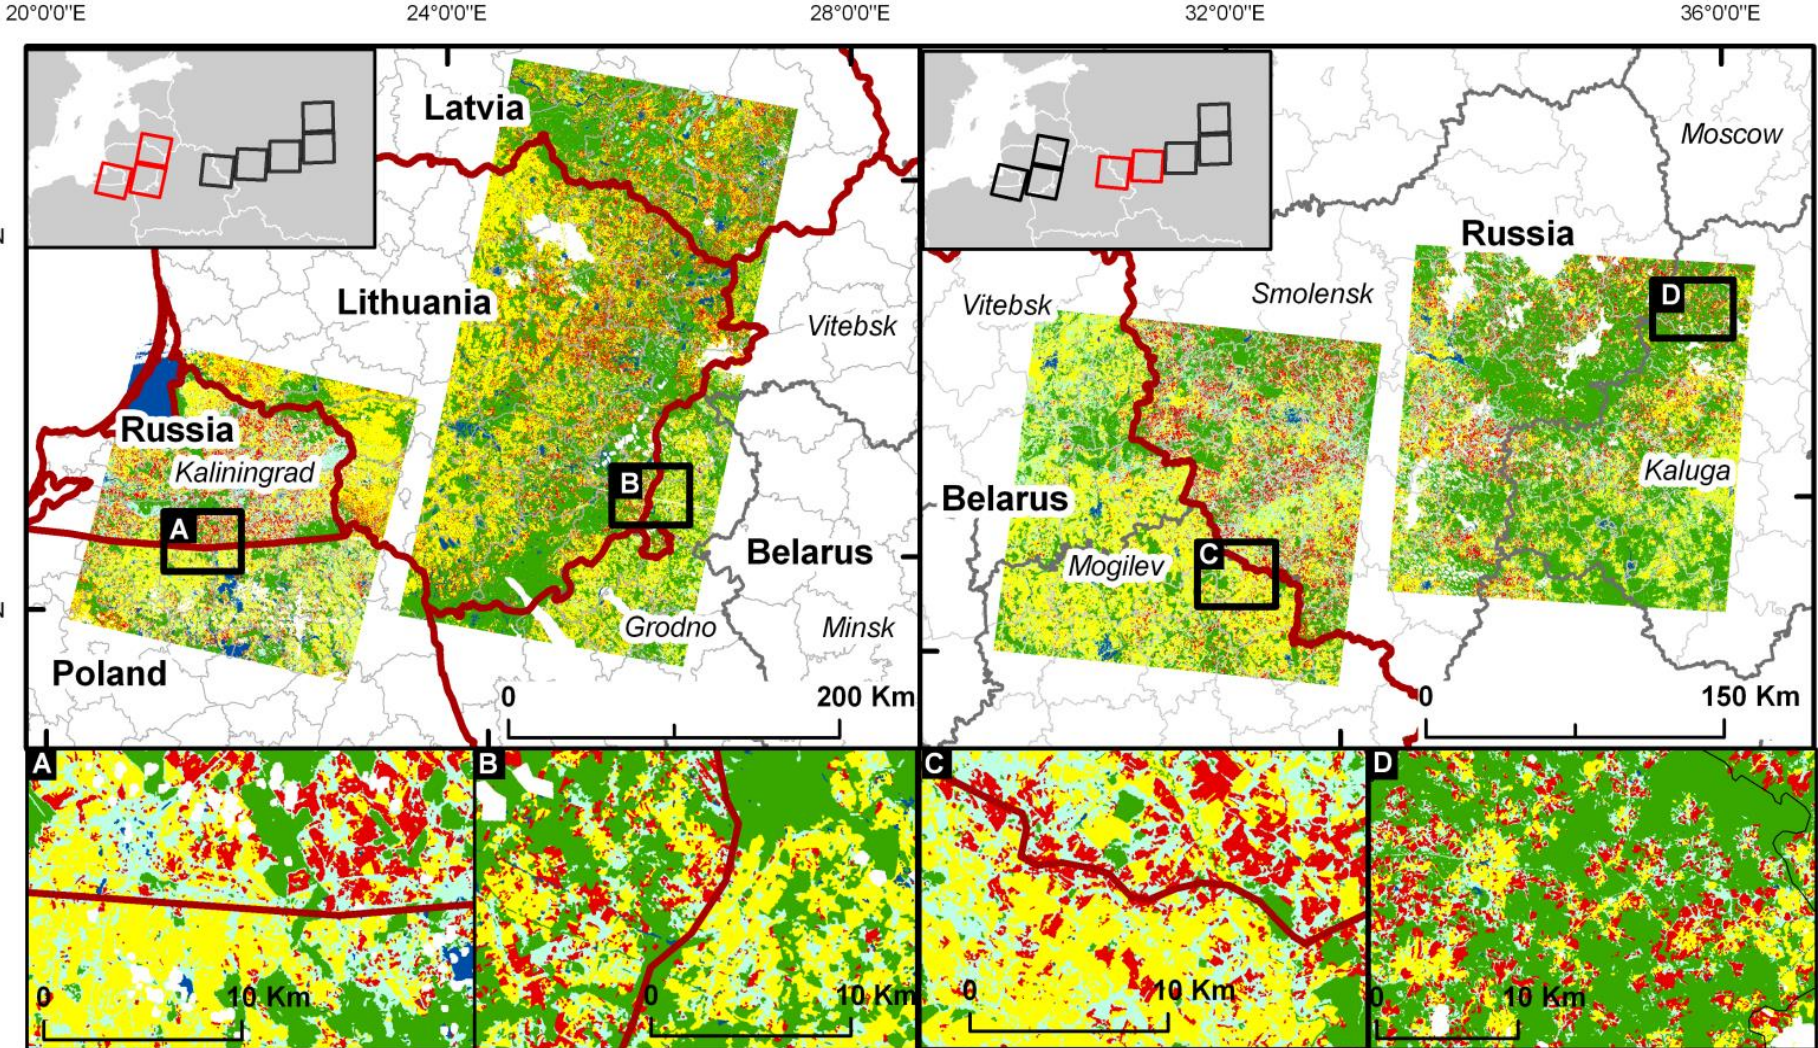 20°0'0"E 24°0'0"E 28°0'0"E 32°0'0"E 36°0'0"E
Latvia
Moscow
Russia
Lithuania
Vitebsk
Vitebsk
Smolensk
D
Russia
Kaliningrad
Kaluga
B
Belarus
A
Belarus
C
Mogilev
Grodno
Minsk
Poland
0 200 Km
0 150 Km
A
B
C
D
0 10 Km
0 10 Km
0 10 Km
0 10 Km